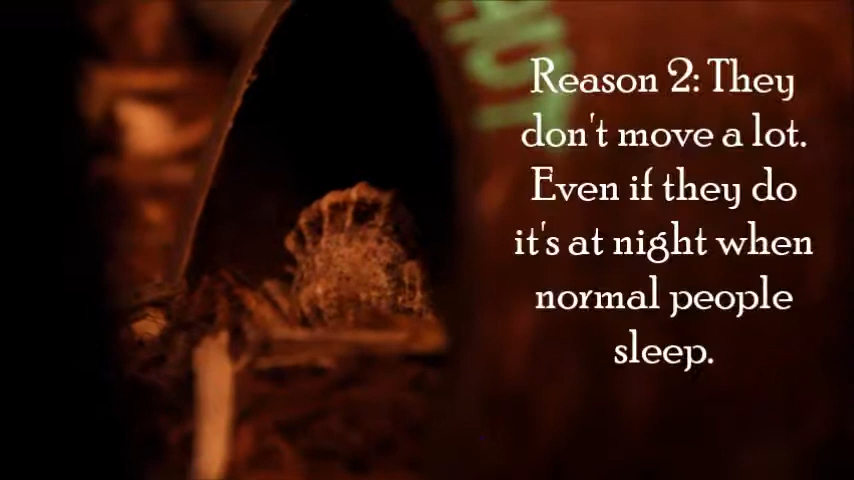 Reason 2: They
don't move a lot.
Even if they do
it's at night when
normal people
sleep.